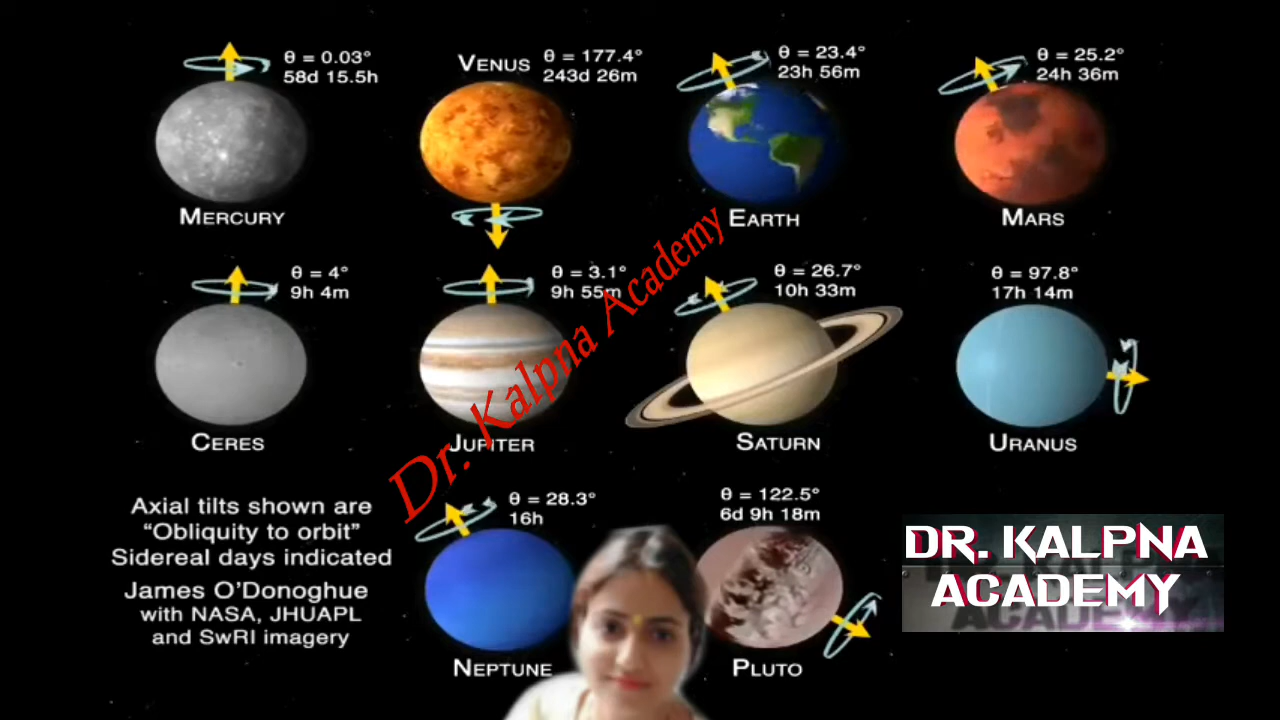 θ = 0.03°
58d 15.5h
MERCURY
VENUS
θ = 177.4°
243d 26m
θ = 23.4°
23h 56m
EARTH
θ = 25.2°
24h 36m
MARS
θ = 4°
9h 4m
CERES
θ = 3.1°
9h 55m
JUPITER
θ = 26.7°
10h 33m
SATURN
θ = 97.8°
17h 14m
URANUS
Dr. Kalpna Academy
Axial tilts shown are
“Obliquity to orbit”
Sidereal days indicated
James O’Donoghue
with NASA, JHUAPL
and SwRI imagery
θ = 28.3°
16h
NEPTUNE
θ = 122.5°
6d 9h 18m
PLUTO
DR. KALPNA
ACADEMY